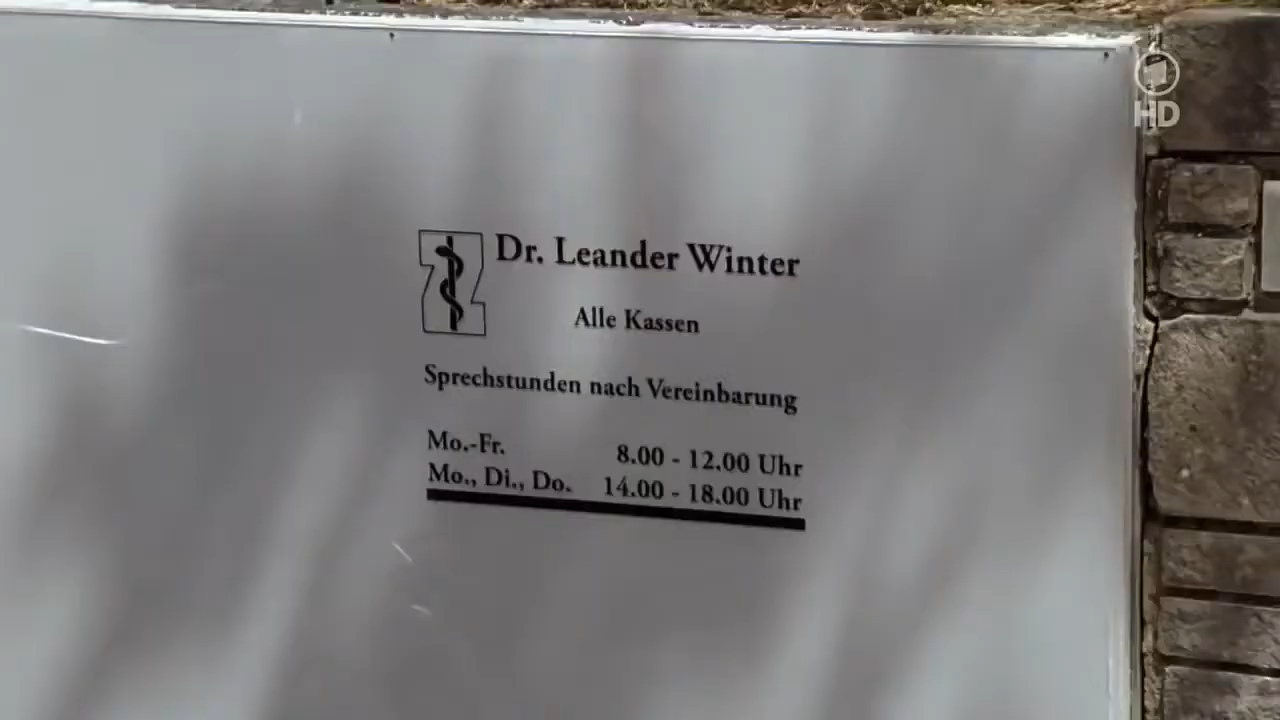 HD
Dr. Leander Winter
Alle Kassen
Sprechstunden nach Vereinbarung
Mo.-Fr. 8.00 - 12.00 Uhr
Mo., Di., Do. 14.00 - 18.00 Uhr